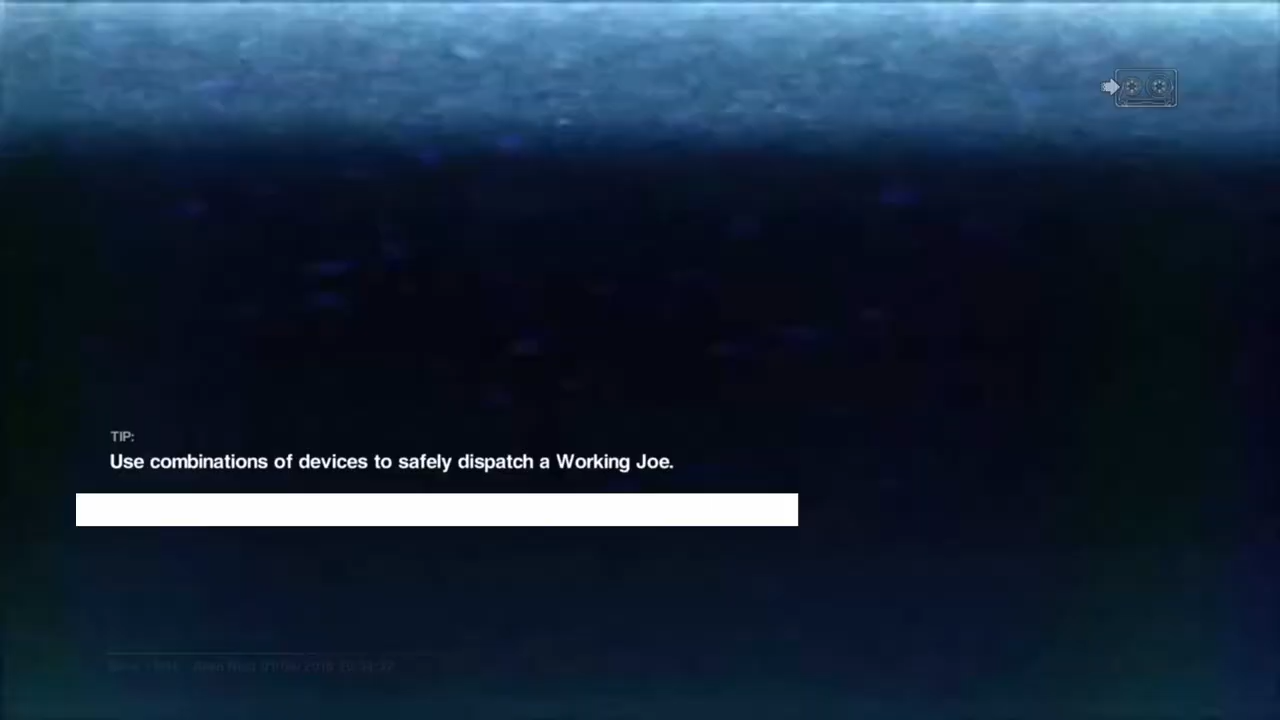 TIP:
Use combinations of devices to safely dispatch a Working Joe.